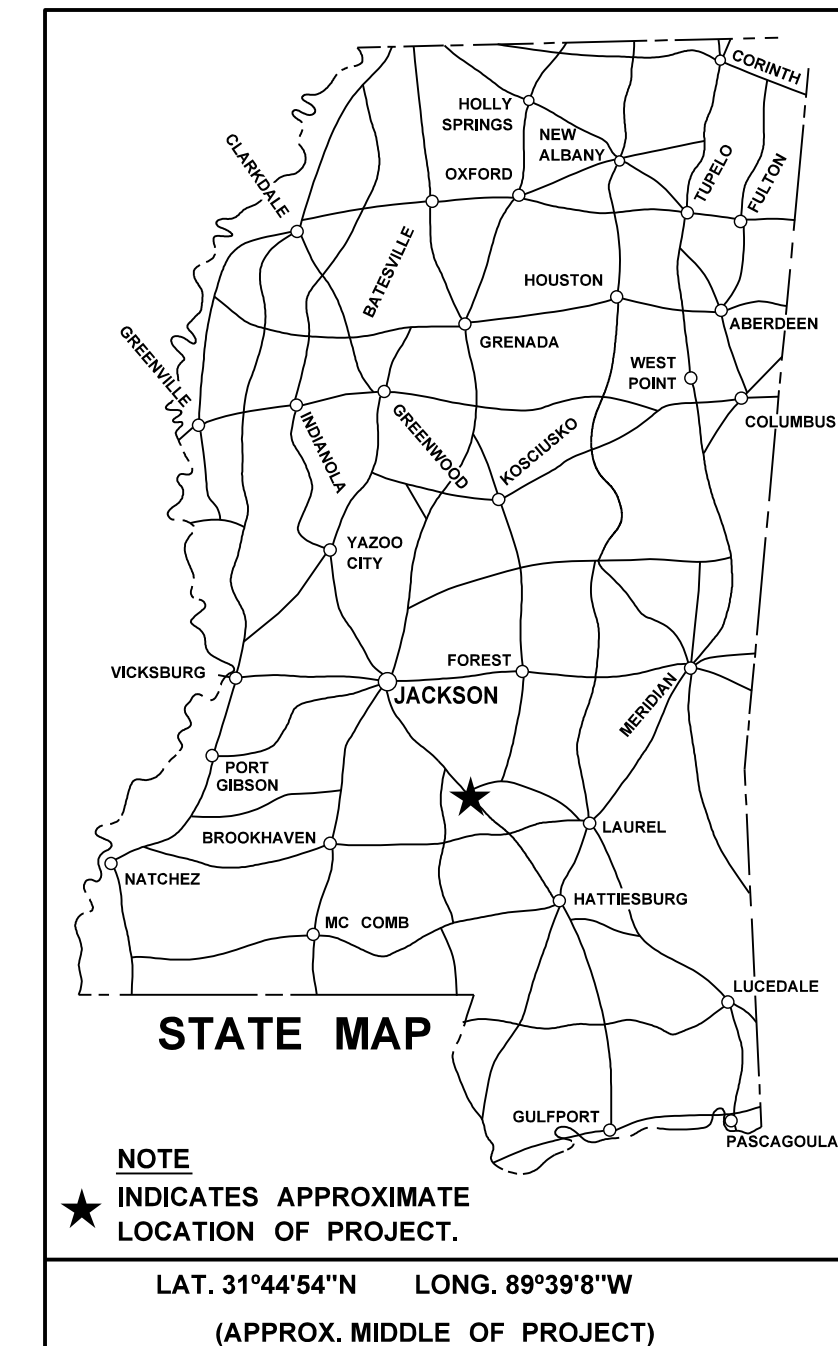 CORINTH
HOLLY
SPRINGS
NEW
ALBANY
CLARKDALE
OXFORD
TUPELO
FULTON
BATESVILLE
HOUSTON
ABERDEEN
GREENVILLE
GRENADA
WEST
POINT
COLUMBUS
INDIANOLA
GREENWOOD
KOSCIUSKO
YAZOO
CITY
VICKSBURG
FOREST
JACKSON
MERIDIAN
PORT
GIBSON
BROOKHAVEN
LAUREL
NATCHEZ
HATTIESBURG
MC COMB
LUCEDALE
STATE MAP
GULFPORT
PASCAGOULA
NOTE
INDICATES APPROXIMATE
LOCATION OF PROJECT.
LAT. 31º44'54"N LONG. 89º39'8"W
(APPROX. MIDDLE OF PROJECT)